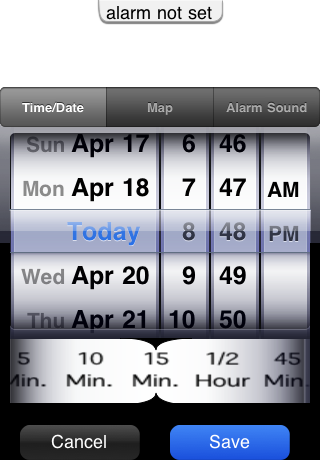 alarm not set
Time/Date Map Alarm Sound
Sun Apr 17 6 46
Mon Apr 18 7 47 AM
Today 8 48 PM
Wed Apr 20 9 49
Thu Apr 21 10 50
5 10 15 1/2 45
Min. Min. Min. Hour Min.
Cancel Save